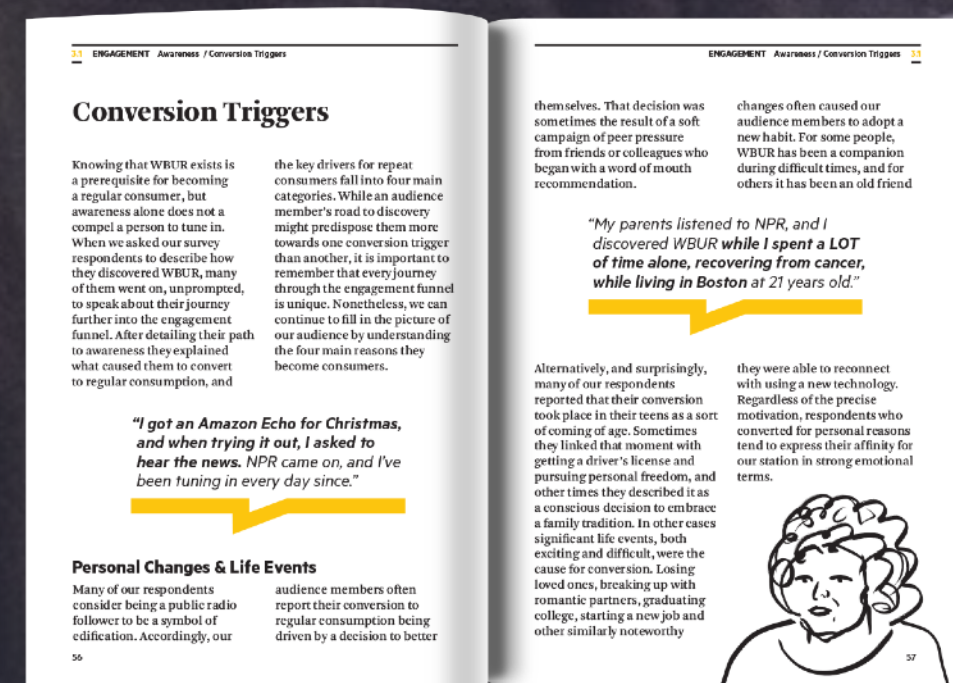 3.1 ENGAGEMENT Awareness / Conversion Triggers
Conversion Triggers
Knowing that WBUR exists is
a prerequisite for becoming
a regular consumer, but
awareness alone does not a
compel a person to tune in.
When we asked our survey
respondents to describe how
they discovered WBUR, many
of them went on, unprompted,
to speak about their journey
further into the engagement
funnel. After detailing their path
to awareness they explained
what caused them to convert
to regular consumption, and
the key drivers for repeat
consumers fall into four main
categories. While an audience
member's road to discovery
might predispose them more
towards one conversion trigger
than another, it is important to
remember that every journey
through the engagement funnel
is unique. Nonetheless, we can
continue to fill in the picture of
our audience by understanding
the four main reasons they
become consumers.
“I got an Amazon Echo for Christmas,
and when trying it out, I asked to
hear the news. NPR came on, and I've
been tuning in every day since.”
Personal Changes & Life Events
Many of our respondents
consider being a public radio
follower to be a symbol of
edification. Accordingly, our
audience members often
report their conversion to
regular consumption being
driven by a decision to better
56
ENGAGEMENT Awareness / Conversion Triggers 3.1
themselves. That decision was
sometimes the result of a soft
campaign of peer pressure
from friends or colleagues who
began with a word of mouth
recommendation.
changes often caused our
audience members to adopt a
new habit. For some people,
WBUR has been a companion
during difficult times, and for
others it has been an old friend
“My parents listened to NPR, and I
discovered WBUR while I spent a LOT
of time alone, recovering from cancer,
while living in Boston at 21 years old.”
Alternatively, and surprisingly,
many of our respondents
reported that their conversion
took place in their teens as a sort
of coming of age. Sometimes
they linked that moment with
getting a driver's license and
pursuing personal freedom, and
other times they described it as
a conscious decision to embrace
a family tradition. In other cases
significant life events, both
exciting and difficult, were the
cause for conversion. Losing
loved ones, breaking up with
romantic partners, graduating
college, starting a new job and
other similarly noteworthy
they were able to reconnect
with using a new technology.
Regardless of the precise
motivation, respondents who
converted for personal reasons
tend to express their affinity for
our station in strong emotional
terms.
57